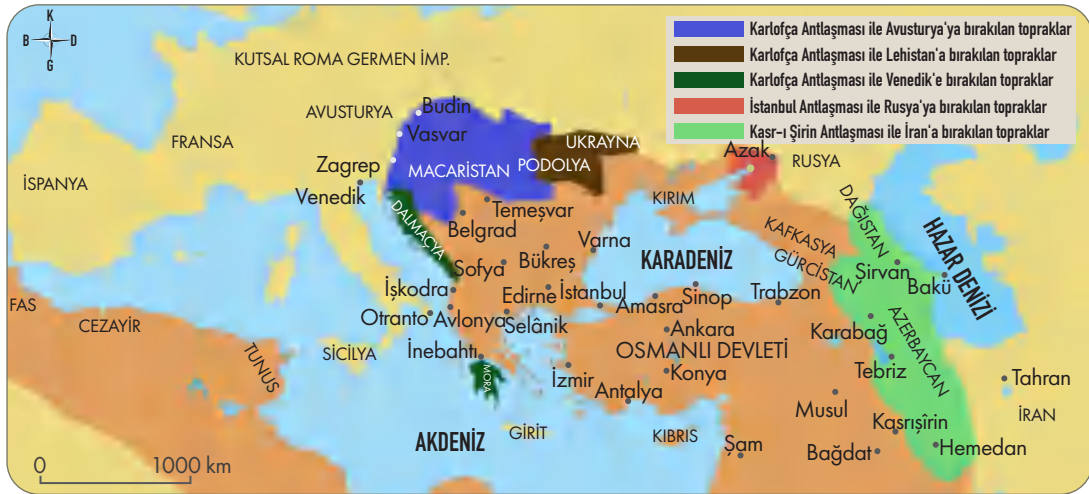 K
B D
G
Karlofça Antlaşması ile Avusturya'ya bırakılan topraklar
Karlofça Antlaşması ile Lehistan'a bırakılan topraklar
Karlofça Antlaşması ile Venedik'e bırakılan topraklar
İstanbul Antlaşması ile Rusya'ya bırakılan topraklar
Kasr-ı Şirin Antlaşması ile İran'a bırakılan topraklar
KUTSAL ROMA GERMEN İMP.
AVUSTURYA
Budin
Vasvar
FRANSA
UKRAYNA
Azak
RUSYA
Zagrep
MACARİSTAN
PODOLYA
İSPANYA
Venedik
KIRIM
DAĞISTAN
HAZAR DENİZİ
DALMAÇYA
Temeşvar
Belgrad
KAFKASYA
Varna
Sofya
Bükreş
KARADENİZ
GÜRCİSTAN
Şirvan
Bakü
İşkodra
Edirne
İstanbul
Amasra
Sinop
Trabzon
FAS
CEZAYİR
Otranto
Avlonya
Selânik
Ankara
Karabağ
AZERBAYCAN
TUNUS
SİCİLYA
İnebahtı
OSMANLI DEVLETİ
MORA
İzmir
Konya
Tebriz
Tahran
Antalya
Musul
İRAN
AKDENİZ
GİRİT
KIBRIS
Şam
Kaşrışîrin
Bağdat
Hemedan
0 1000 km